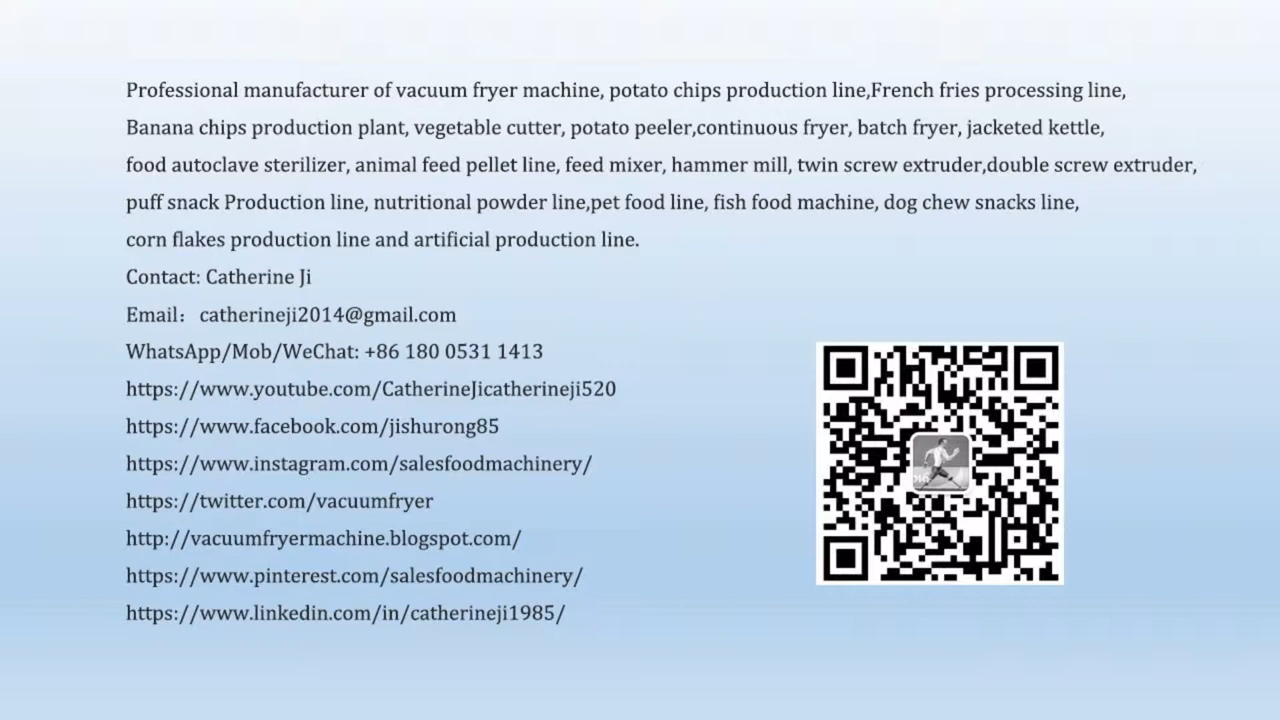 Professional manufacturer of vacuum fryer machine, potato chips production line,French fries processing line,
Banana chips production plant, vegetable cutter, potato peeler,continuous fryer, batch fryer, jacketed kettle,
food autoclave sterilizer, animal feed pellet line, feed mixer, hammer mill, twin screw extruder,double screw extruder,
puff snack Production line, nutritional powder line,pet food line, fish food machine, dog chew snacks line,
corn flakes production line and artificial production line.
Contact: Catherine Ji
Email： catherineji2014@gmail.com
WhatsApp/Mob/WeChat: +86 180 0531 1413
https://www.youtube.com/CatherineJicatherineji520
https://www.facebook.com/jishurong85
https://www.instagram.com/salesfoodmachinery/
https://twitter.com/vacuumfryer
http://vacuumfryermachine.blogspot.com/
https://www.pinterest.com/salesfoodmachinery/
https://www.linkedin.com/in/catherineji1985/